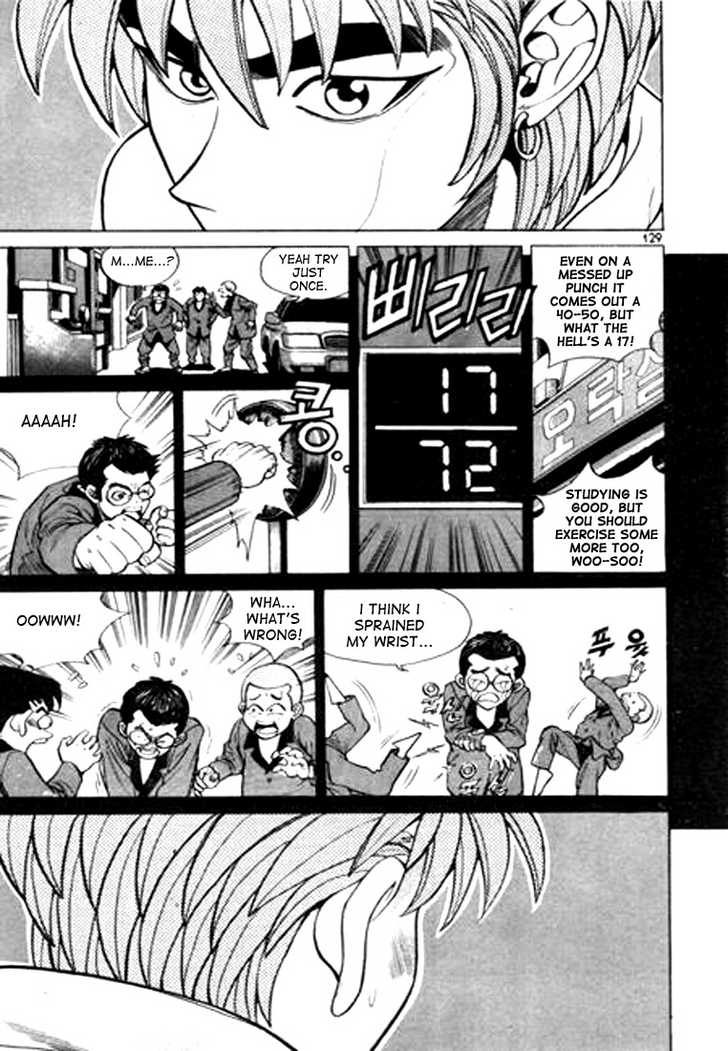 129
M...ME...?
YEAH TRY
JUST
ONCE.
삐리리리
17
72
EVEN ON A
MESSED UP
PUNCH IT
COMES OUT A
40-50, BUT
WHAT THE
HELL'S A 17!
오락실
STUDYING IS
GOOD, BUT
YOU SHOULD
EXERCISE SOME
MORE TOO,
WOO-SOO!
AAAAH!
쿵
OOWWW!
WHA...
WHAT'S
WRONG!
I THINK I
SPRAINED
MY WRIST...
푸웃